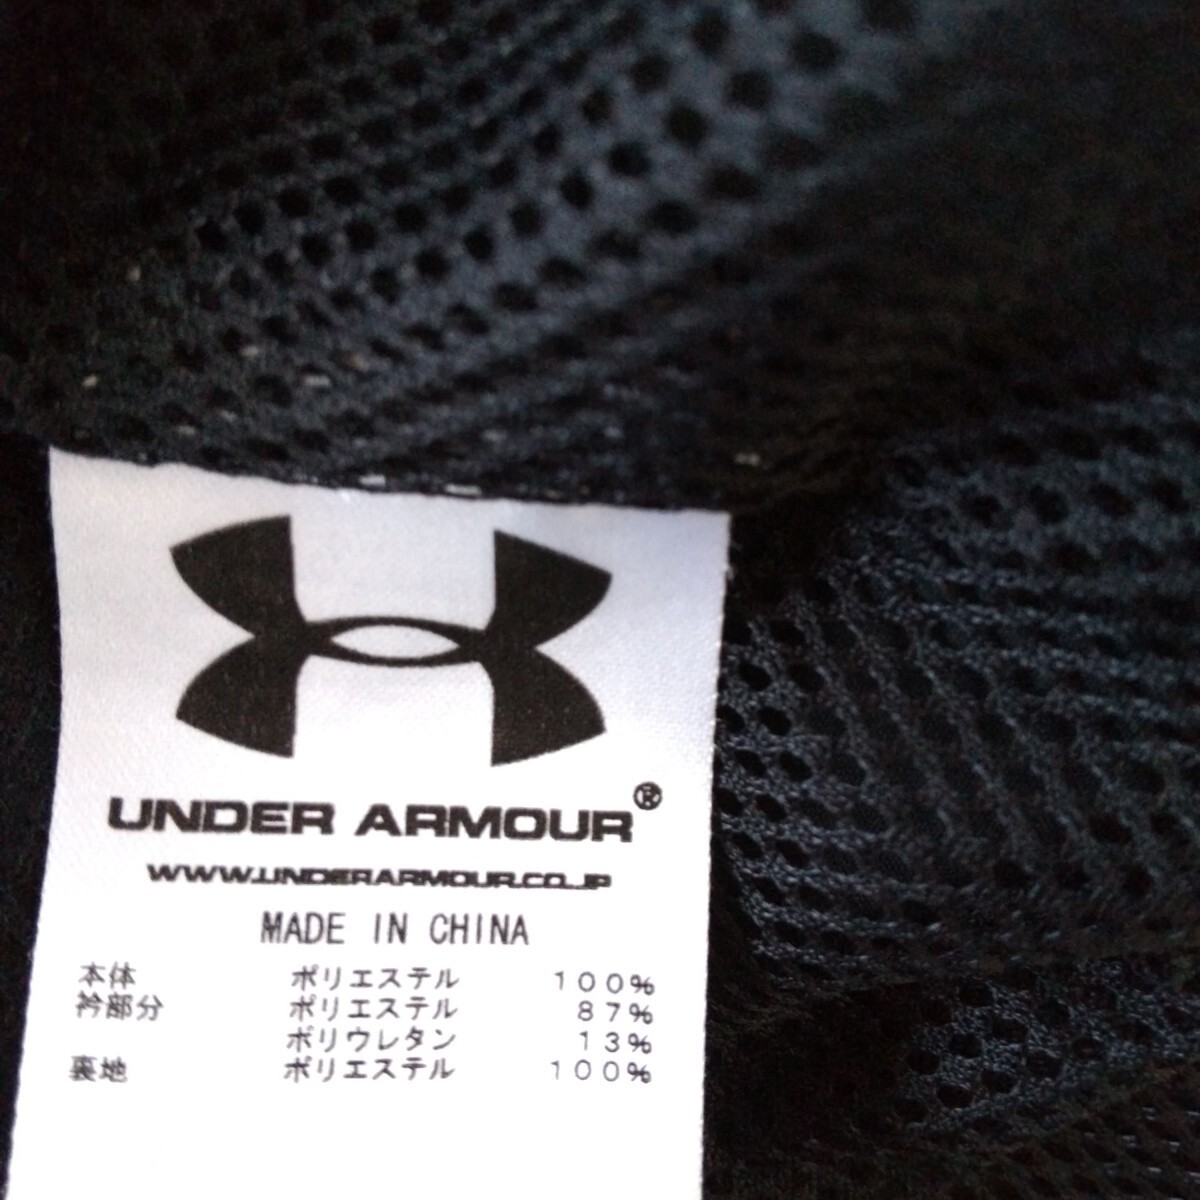 UNDER ARMOUR®
WWW.UNDERARMOUR.CO.JP
MADE IN CHINA
本体 ポリエステル 100%
衿部分 ポリエステル 87%
ポリウレタン 13%
裏地 ポリエステル 100%